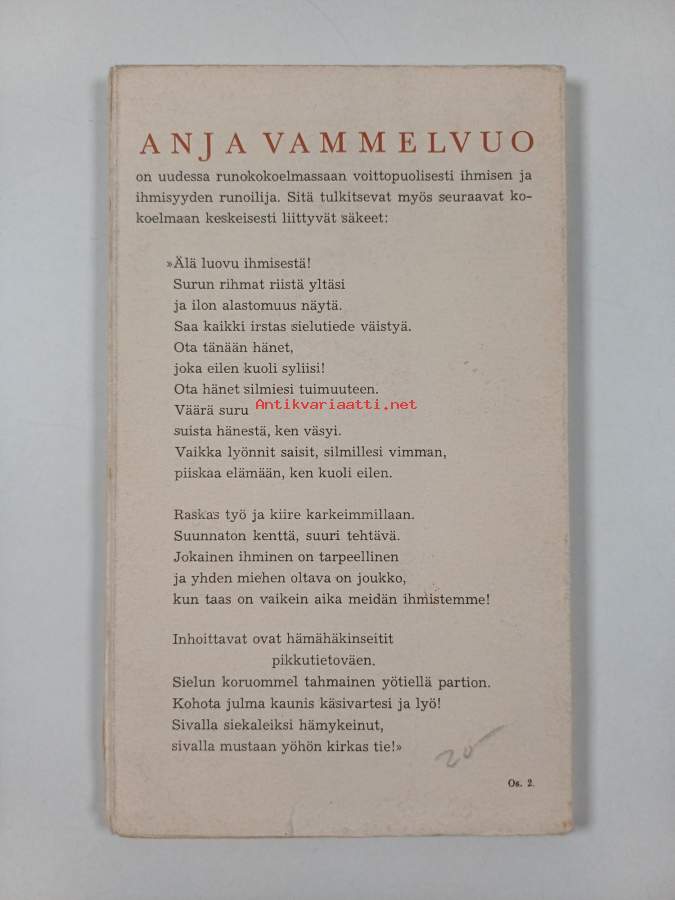 ANJA VAMMELVUO
on uudessa runokokoelmassaan voittopuolisesti ihmisen ja
ihmisyyden runoilija. Sitä tulkitsevat myös seuraavat ko-
koelmaan keskeisesti liittyvät säkeet:
»Älä luovu ihmisestä!
Surun rihmat riistä yltäsi
ja ilon alastomuus näytä.
Saa kaikki irstas sielutiede väistyä.
Ota tänään hänet,
joka eilen kuoli syliisi!
Ota hänet silmiesi tuimuuteen.
Väärä suru
Antikvariaatti.net
suista hänestä, ken väsyi.
Vaikka lyönnit saisit, silmillesi vimman,
piiskaa elämään, ken kuoli eilen.
Raskas työ ja kiire karkeimmillaan.
Suunnaton kenttä, suuri tehtävä.
Jokainen ihminen on tarpeellinen
ja yhden miehen oltava on joukko,
kun taas on vaikein aika meidän ihmistemme!
Inhoittavat ovat hämähäkinseitit
pikkutietoväen.
Sielun koruommel tahmainen yötiellä partion.
Kohota julma kaunis käsivartesi ja lyö!
Sivalla siekaleiksi hämykeinut,
sivalla mustaan yöhön kirkas tie!»
20
Os. 2.